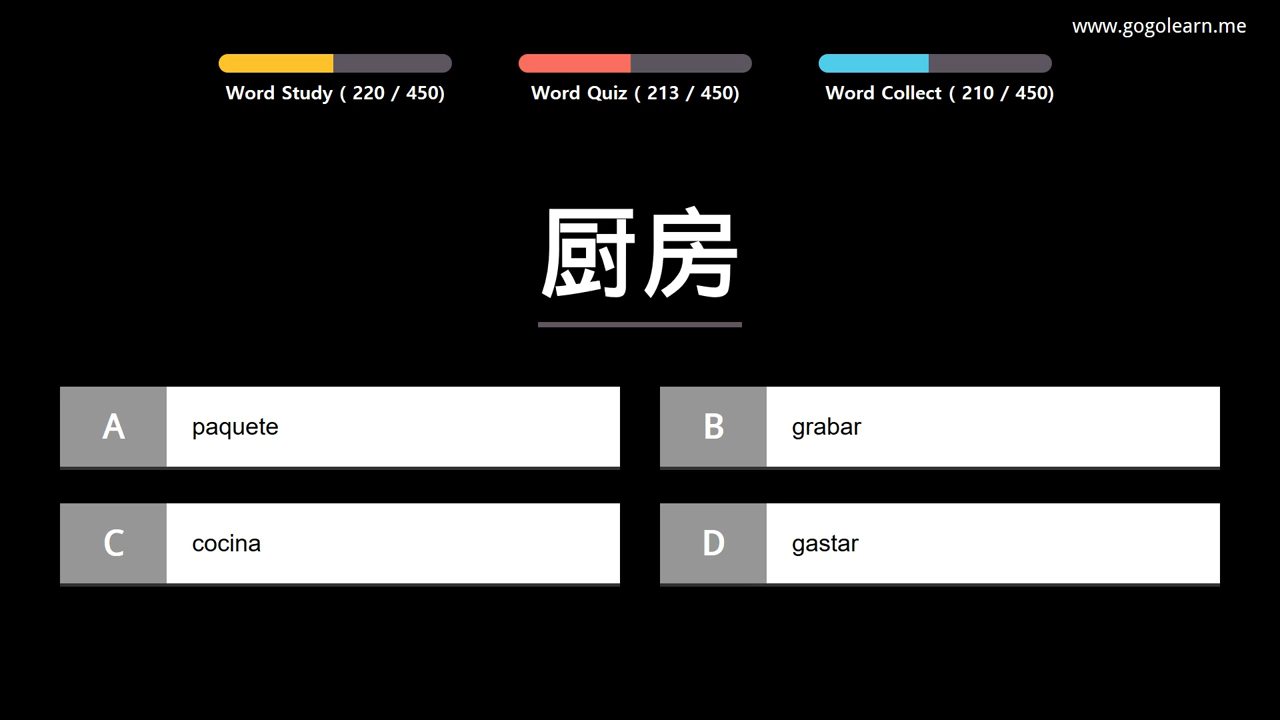 www.gogolearn.me
Word Study ( 220 / 450)
Word Quiz ( 213 / 450)
Word Collect ( 210 / 450)
厨房
A paquete
B grabar
C cocina
D gastar